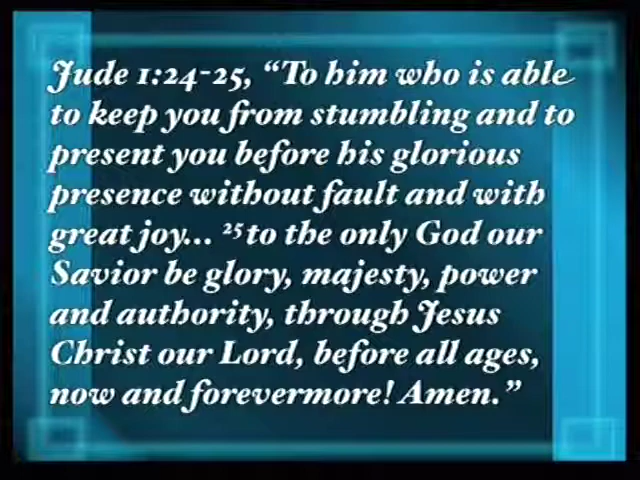 Jude 1:24-25, “To him who is able
to keep you from stumbling and to
present you before his glorious
presence without fault and with
great joy... ²⁵to the only God our
Savior be glory, majesty, power
and authority, through Jesus
Christ our Lord, before all ages,
now and forevermore! Amen.”